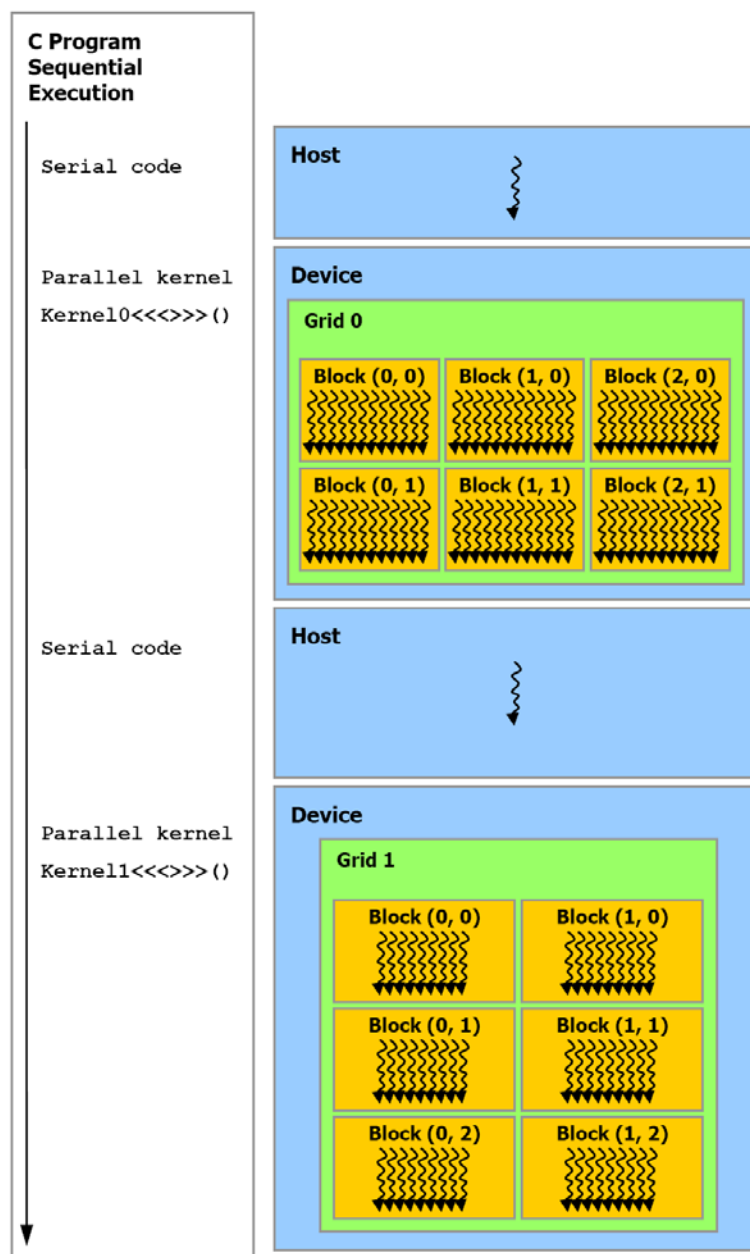 C Program
Sequential
Execution
Serial code
Host
Parallel kernel
Kernel0<<<>>>()
Device
Grid 0
Block (0, 0) Block (1, 0) Block (2, 0)
Block (0, 1) Block (1, 1) Block (2, 1)
Serial code
Host
Parallel kernel
Kernel1<<<>>>()
Device
Grid 1
Block (0, 0) Block (1, 0)
Block (0, 1) Block (1, 1)
Block (0, 2) Block (1, 2)